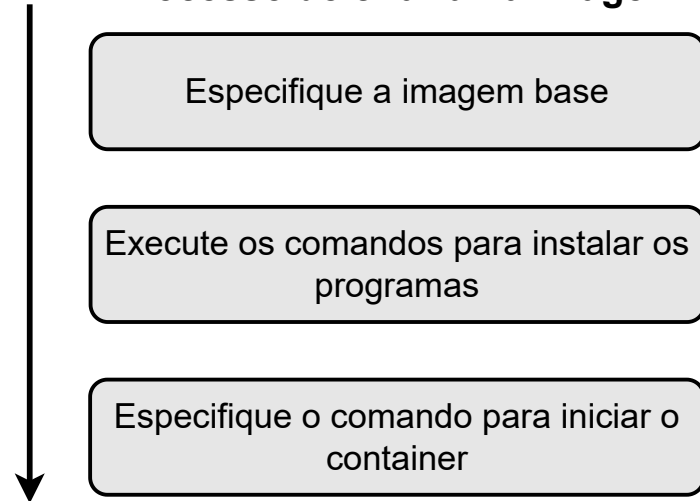 Especifique a imagem base
Execute os comandos para instalar os
programas
Especifique o comando para iniciar o
container